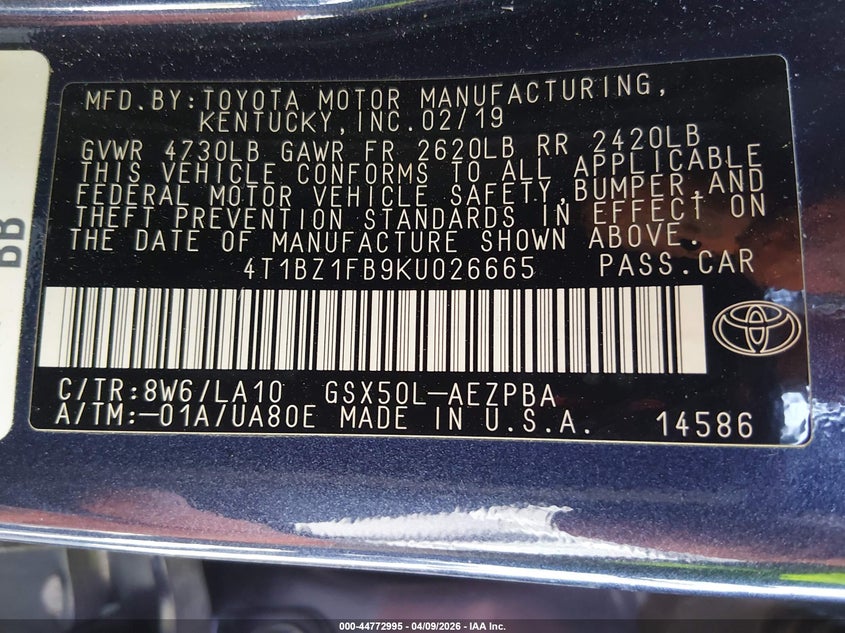 MFD.BY:TOYOTA MOTOR MANUFACTURING,
KENTUCKY,INC.02/19
GVWR 4730LB GAWR FR 2620LB RR 2420LB
THIS VEHICLE CONFORMS TO ALL APPLICABLE
FEDERAL MOTOR VEHICLE SAFETY,BUMPER,AND
THEFT PREVENTION STANDARDS IN EFFECT ON
THE DATE OF MANUFACTURE SHOWN ABOVE.
4T1BZ1FB9KU026665 PASS.CAR
C/TR:8W6/LA10 GSX50L-AEZPBA
A/TM:-01A/UA80E MADE IN U.S.A. 14586
000-44772995 - 04/09/2026 - IAA Inc.